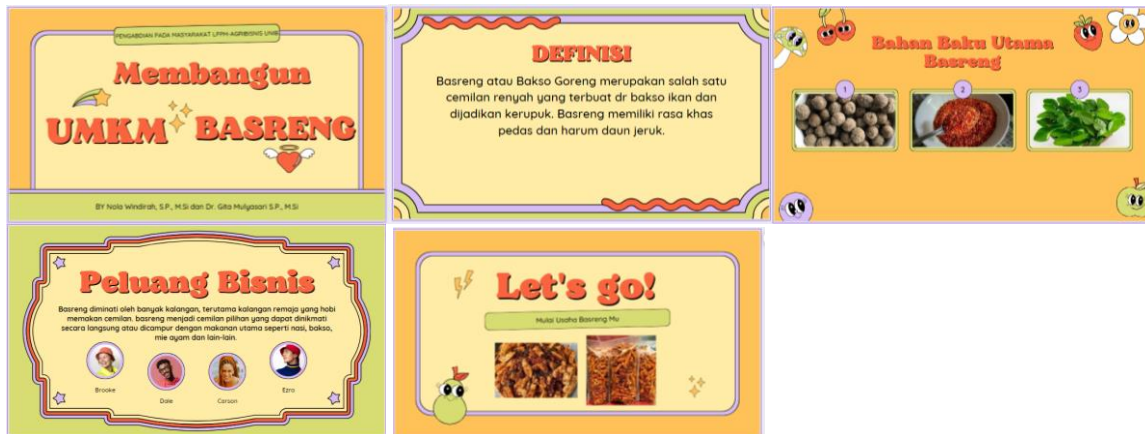 PENGABDIAN PADA MASYARAKAT LPPM-AGRIBISNIS UNIB
Membangun
UMKM BASRENG
BY Nola Windirah, S.P., M.Si dan Dr. Gita Mulyasari S.P., M.Si
DEFINISI
Basreng atau Bakso Goreng merupakan salah satu
cemilan renyah yang terbuat dr bakso ikan dan
dijadikan kerupuk. Basreng memiliki rasa khas
pedas dan harum daun jeruk.
Bahan Baku Utama
Basreng
1
2
3
Peluang Bisnis
Basreng diminati oleh banyak kalangan, terutama kalangan remaja yang hobi
memakan cemilan. basreng menjadi cemilan pilihan yang dapat dinikmati
secara langsung atau dicampur dengan makanan utama seperti nasi, bakso,
mie ayam dan lain-lain.
Brooke
Dale
Carson
Ezra
Let's go!
Mulai Usaha Basreng Mu